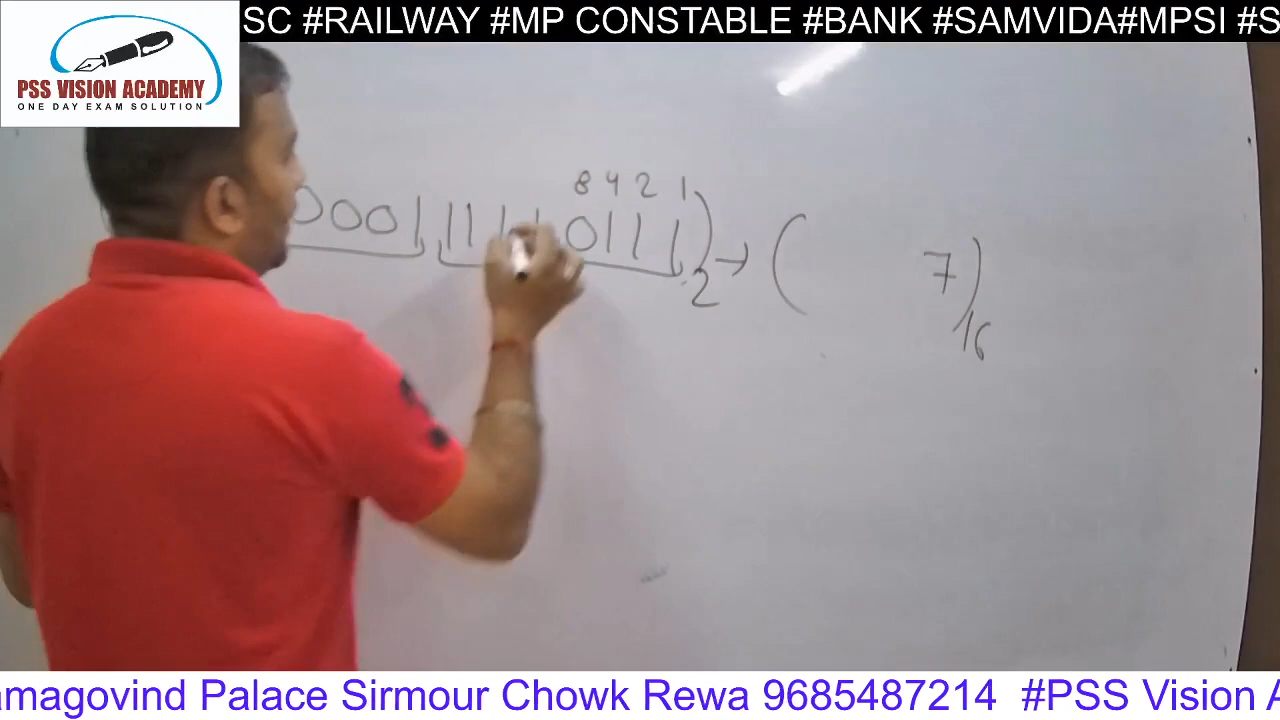 SC #RAILWAY #MP CONSTABLE #BANK #SAMVIDA#MPSI #S
PSS VISION ACADEMY
ONE DAY EXAM SOLUTION
8 4 2 1
0001 1111 0111)2 → ( 7)16
amagovind Palace Sirmour Chowk Rewa 9685487214 #PSS Vision A